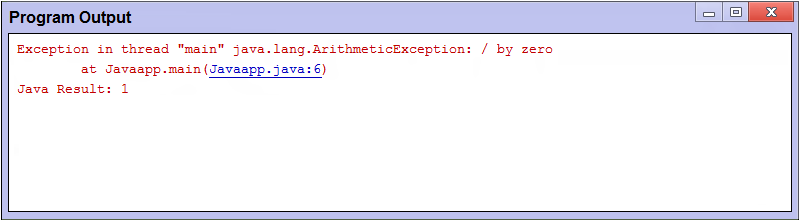 Program Output
Exception in thread "main" java.lang.ArithmeticException: / by zero
at Javaapp.main(Javaapp.java:6)
Java Result: 1